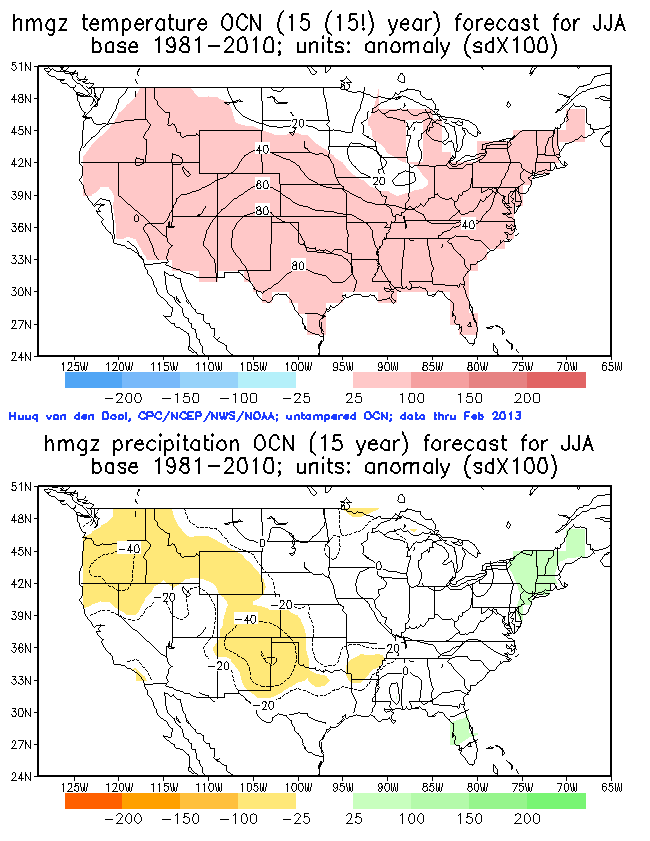 hmgz temperature OCN (15 (15!) year) forecast for JJA
base 1981-2010; units: anomaly (sdX100)
51N
48N
45N
42N
39N
36N
33N
30N
27N
24N
20
40
60
80
80
20
40
0
125W 120W 115W 110W 105W 100W 95W 90W 85W 80W 75W 70W 65W
-200 -150 -100 -25 25 100 150 200
Huug van den Dool, CPC/NCEP/NWS/NOAA; untampered OCN; data thru Feb 2013
hmgz precipitation OCN (15 year) forecast for JJA
base 1981-2010; units: anomaly (sdX100)
51N
48N
45N
42N
39N
36N
33N
30N
27N
24N
0
-40
0
-20
-20
-40
20
-20
0
-20
125W 120W 115W 110W 105W 100W 95W 90W 85W 80W 75W 70W 65W
-200 -150 -100 -25 25 100 150 200